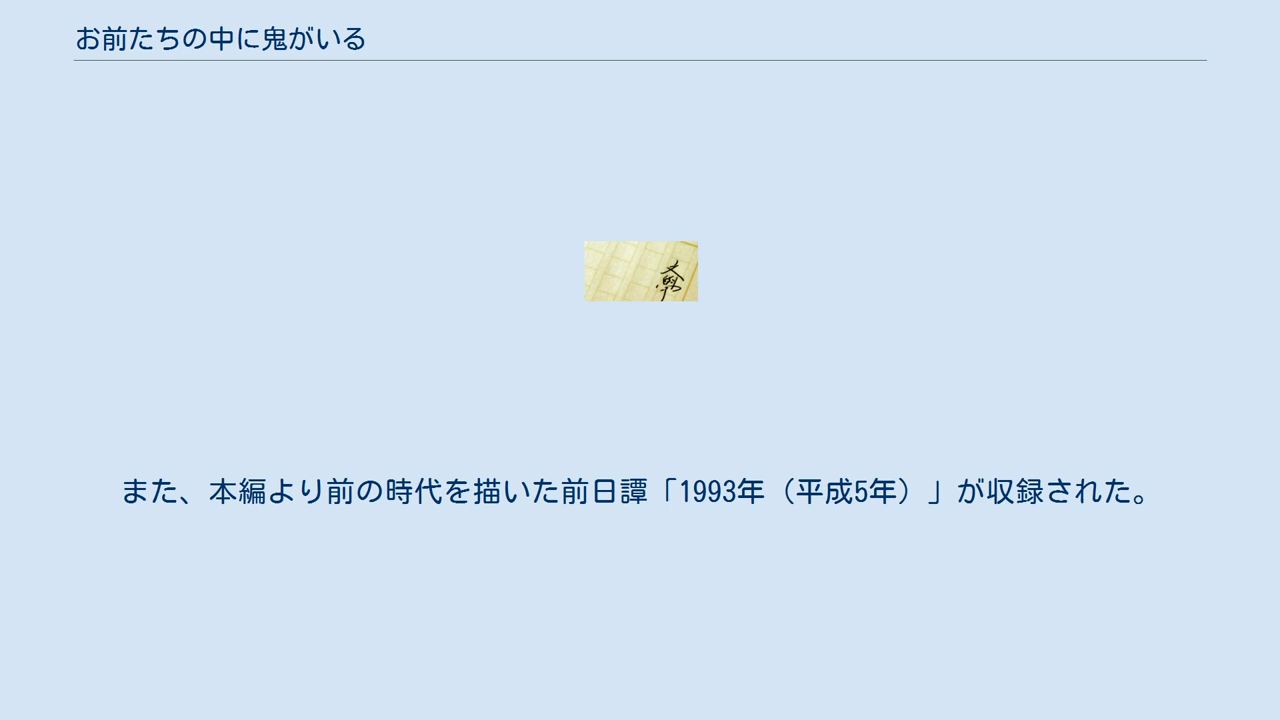 お前たちの中に鬼がいる
また、本編より前の時代を描いた前日譚「1993年（平成5年）」が収録された。